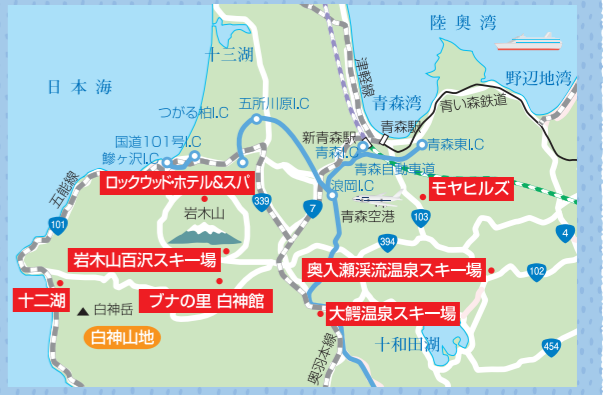 陸奥湾
十三湖
日本海
野辺地湾
津軽線
青森湾
青い森鉄道
五所川原I.C
つがる柏I.C
青森駅
新青森駅
国道101号I.C
青森I.C
青森東I.C
鰺ヶ沢I.C
青森自動車道
五能線
ロックウッドホテル&スパ
浪岡I.C
モヤヒルズ
339
7
岩木山
青森空港
103
101
4
394
岩木山百沢スキー場
奥入瀬渓流温泉スキー場
102
十二湖
ブナの里 白神館
白神岳
大鰐温泉スキー場
白神山地
十和田湖
454
奥羽本線